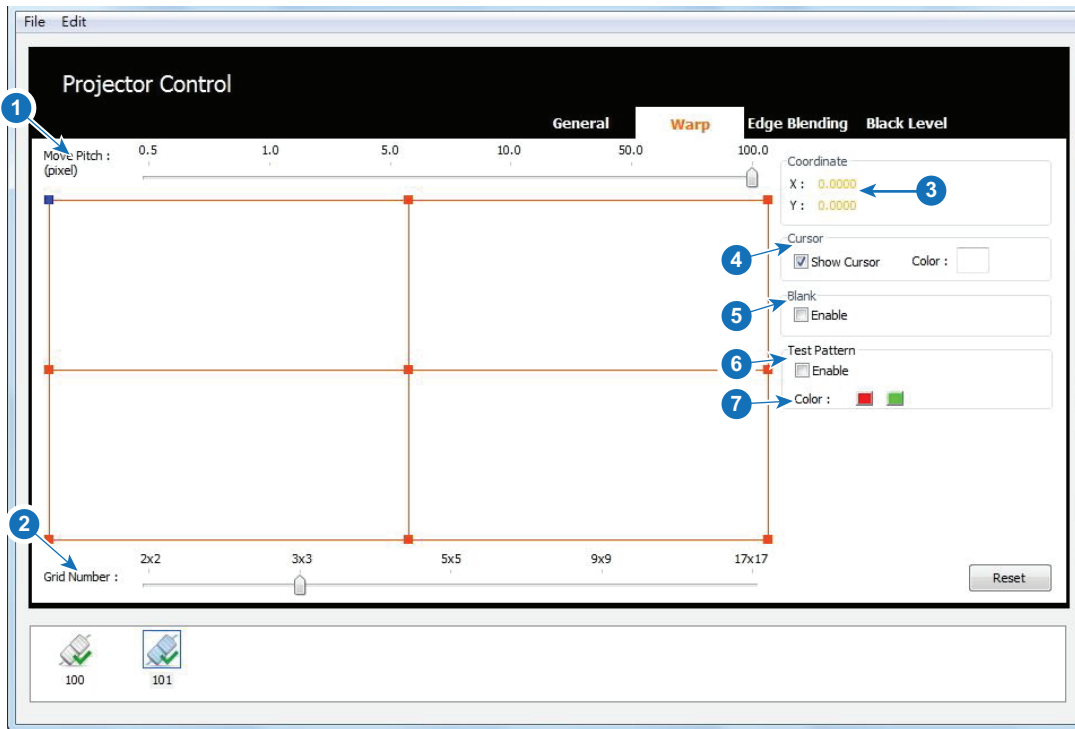 File Edit
Projector Control
1
General Warp Edge Blending Black Level
Move Pitch : 0.5 1.0 5.0 10.0 50.0 100.0
(pixel)
Coordinate
X : 0.0000
3
Y : 0.0000
Cursor
4
Show Cursor Color :
Blank
5
Enable
Test Pattern
6
Enable
7
Color :
2
2x2 3x3 5x5 9x9 17x17
Grid Number :
Reset
100 101